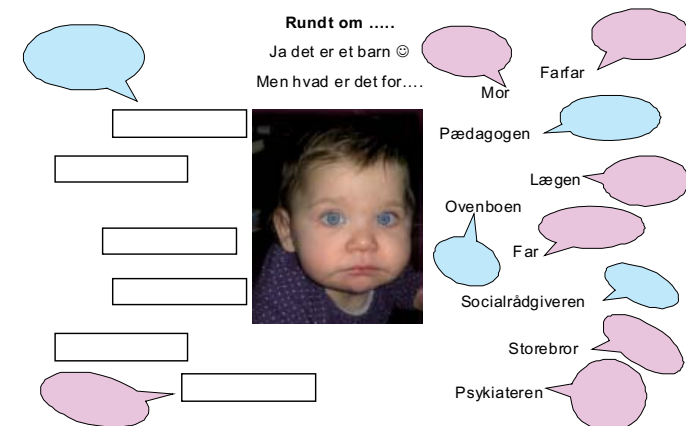 Rundt om .....
Ja det er et barn ☺
Men hvad er det for....
Mor
Farfar
Pædagogen
Lægen
Ovenboen
Far
Socialrådgiveren
Storebror
Psykiateren